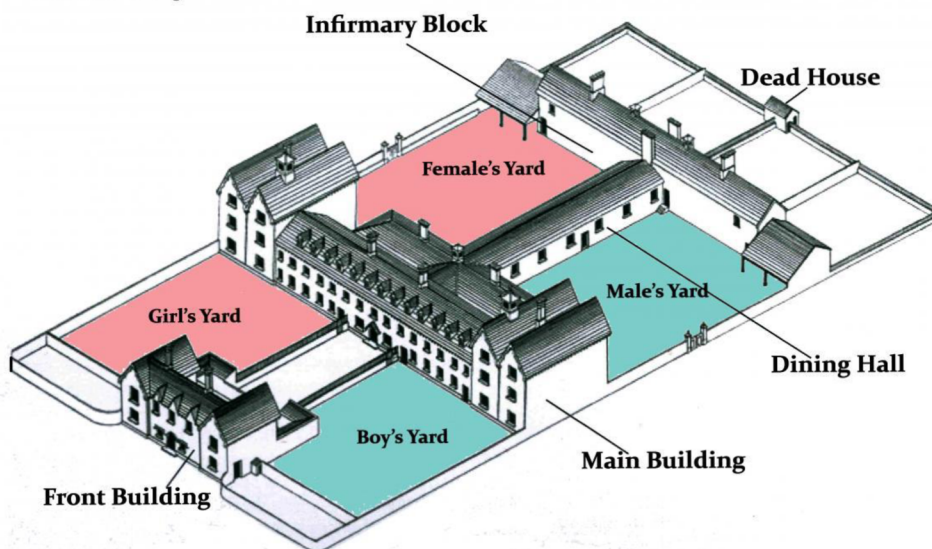 Infirmary Block
Dead House
Female's Yard
Male's Yard
Girl's Yard
Dining Hall
Boy's Yard
Main Building
Front Building